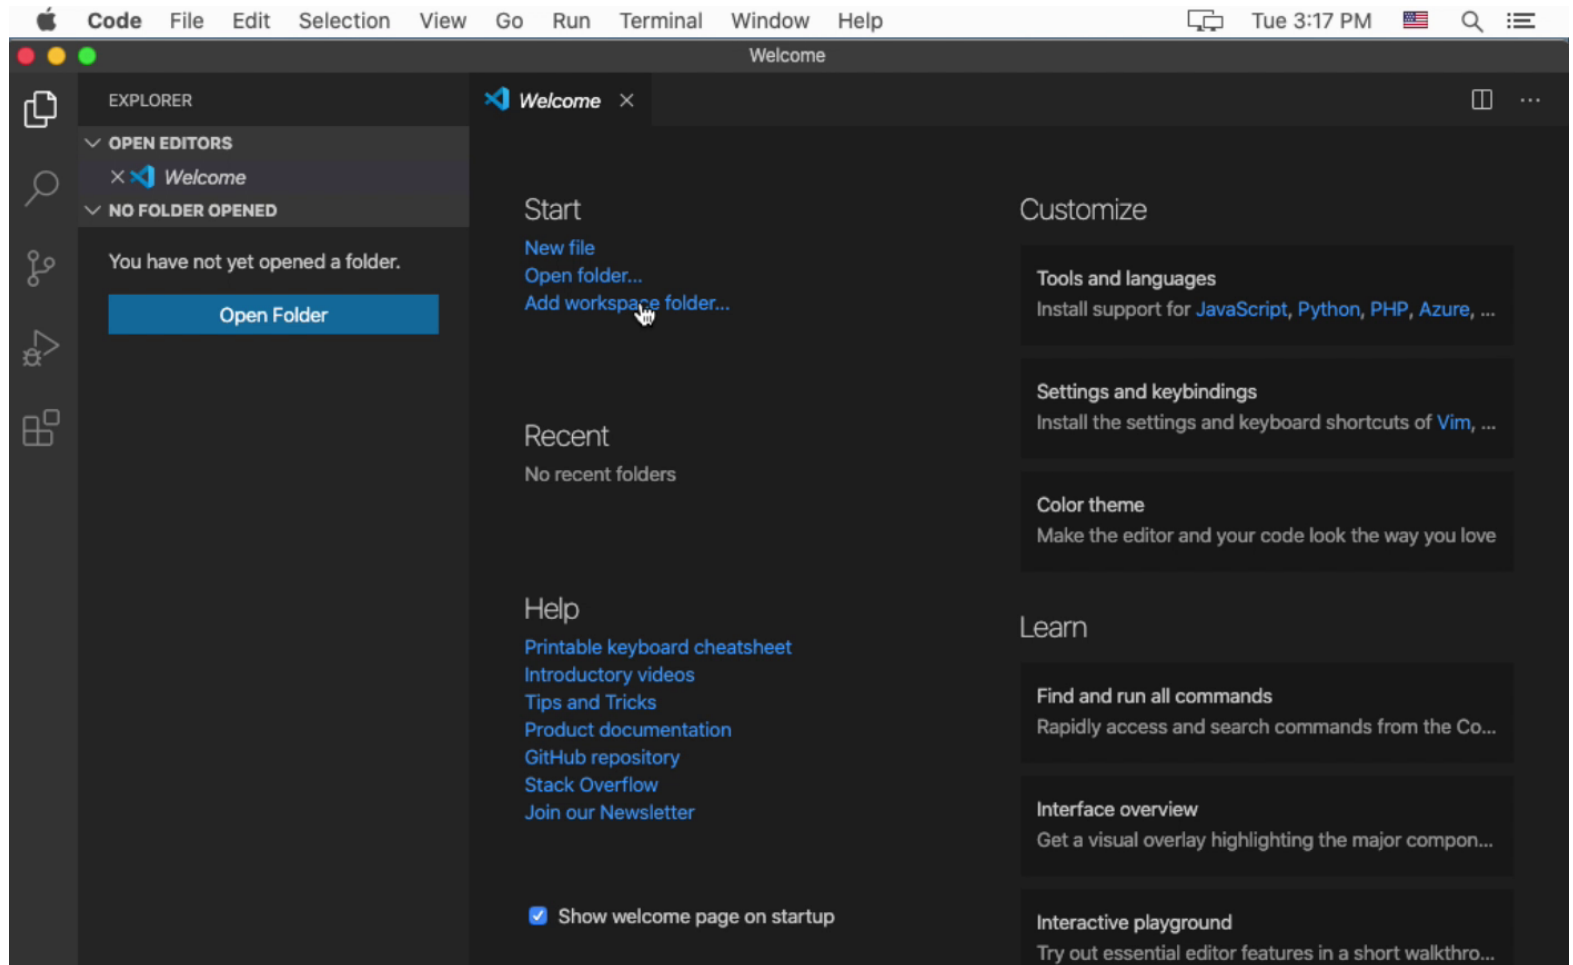 Code File Edit Selection View Go Run Terminal Window Help Tue 3:17 PM
Welcome
EXPLORER
OPEN EDITORS
Welcome
NO FOLDER OPENED
You have not yet opened a folder.
Open Folder
Welcome
Start
New file
Open folder...
Add workspace folder...
Recent
No recent folders
Help
Printable keyboard cheatsheet
Introductory videos
Tips and Tricks
Product documentation
GitHub repository
Stack Overflow
Join our Newsletter
Show welcome page on startup
Customize
Tools and languages
Install support for JavaScript, Python, PHP, Azure, ...
Settings and keybindings
Install the settings and keyboard shortcuts of Vim, ...
Color theme
Make the editor and your code look the way you love
Learn
Find and run all commands
Rapidly access and search commands from the Co...
Interface overview
Get a visual overlay highlighting the major compon...
Interactive playground
Try out essential editor features in a short walkthro...